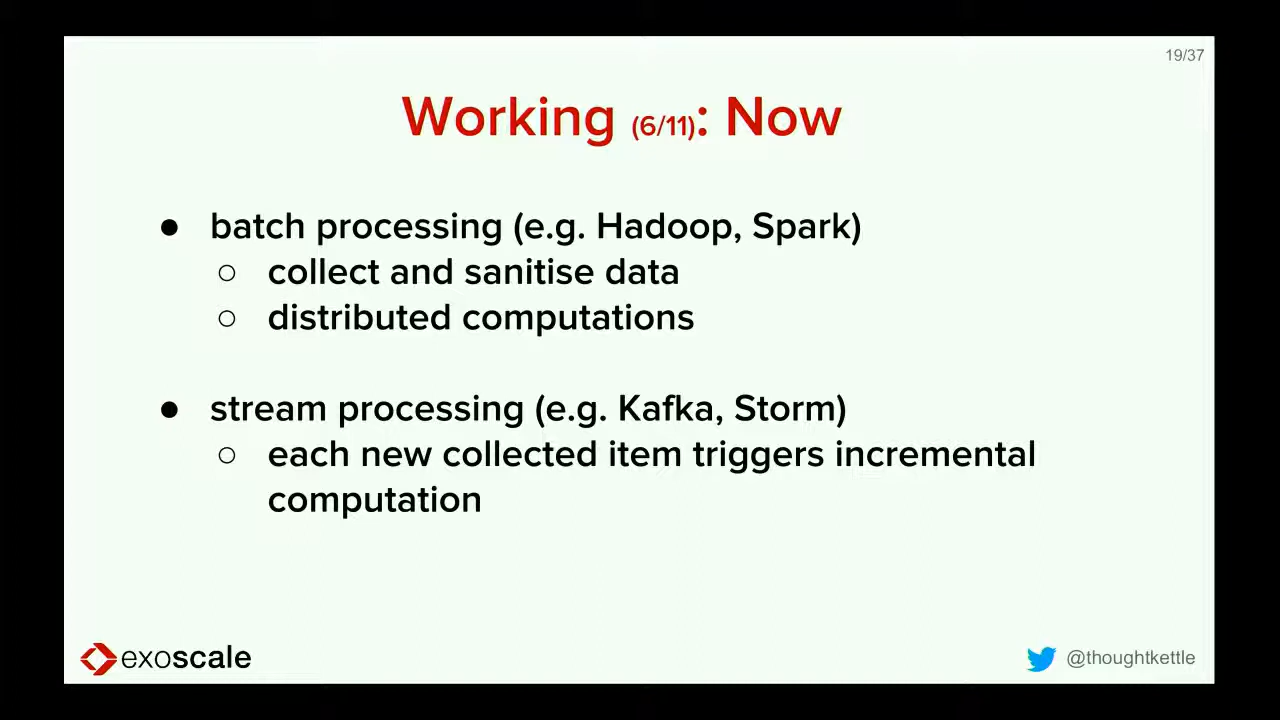 19/37
Working (6/11): Now
● batch processing (e.g. Hadoop, Spark)
○ collect and sanitise data
○ distributed computations
● stream processing (e.g. Kafka, Storm)
○ each new collected item triggers incremental
computation
exoscale
@thoughtkettle